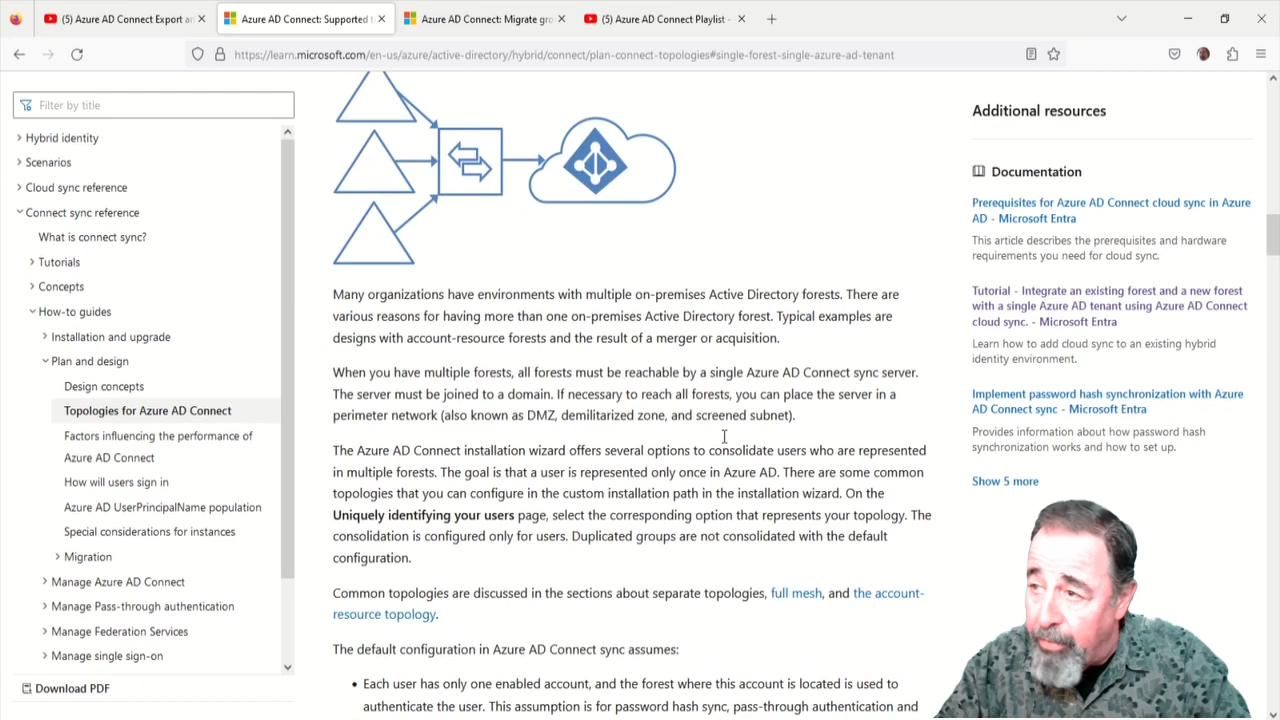 (5) Azure AD Connect Export an
Azure AD Connect: Supported t
Azure AD Connect: Migrate gro
(5) Azure AD Connect Playlist -
https://learn.microsoft.com/en-us/azure/active-directory/hybrid/connect/plan-connect-topologies#single-forest-single-azure-ad-tenant
Filter by title
Hybrid identity
Scenarios
Cloud sync reference
Connect sync reference
What is connect sync?
Tutorials
Concepts
How-to guides
Installation and upgrade
Plan and design
Design concepts
Topologies for Azure AD Connect
Factors influencing the performance of
Azure AD Connect
How will users sign in
Azure AD UserPrincipalName population
Special considerations for instances
Migration
Manage Azure AD Connect
Manage Pass-through authentication
Manage Federation Services
Manage single sign-on
Download PDF
Many organizations have environments with multiple on-premises Active Directory forests. There are
various reasons for having more than one on-premises Active Directory forest. Typical examples are
designs with account-resource forests and the result of a merger or acquisition.
When you have multiple forests, all forests must be reachable by a single Azure AD Connect sync server.
The server must be joined to a domain. If necessary to reach all forests, you can place the server in a
perimeter network (also known as DMZ, demilitarized zone, and screened subnet).
The Azure AD Connect installation wizard offers several options to consolidate users who are represented
in multiple forests. The goal is that a user is represented only once in Azure AD. There are some common
topologies that you can configure in the custom installation path in the installation wizard. On the
Uniquely identifying your users page, select the corresponding option that represents your topology. The
consolidation is configured only for users. Duplicated groups are not consolidated with the default
configuration.
Common topologies are discussed in the sections about separate topologies, full mesh, and the account-
resource topology.
The default configuration in Azure AD Connect sync assumes:
• Each user has only one enabled account, and the forest where this account is located is used to
authenticate the user. This assumption is for password hash sync, pass-through authentication and
Additional resources
Documentation
Prerequisites for Azure AD Connect cloud sync in Azure
AD - Microsoft Entra
This article describes the prerequisites and hardware
requirements you need for cloud sync.
Tutorial - Integrate an existing forest and a new forest
with a single Azure AD tenant using Azure AD Connect
cloud sync. - Microsoft Entra
Learn how to add cloud sync to an existing hybrid
identity environment.
Implement password hash synchronization with Azure
AD Connect sync - Microsoft Entra
Provides information about how password hash
synchronization works and how to set up.
Show 5 more